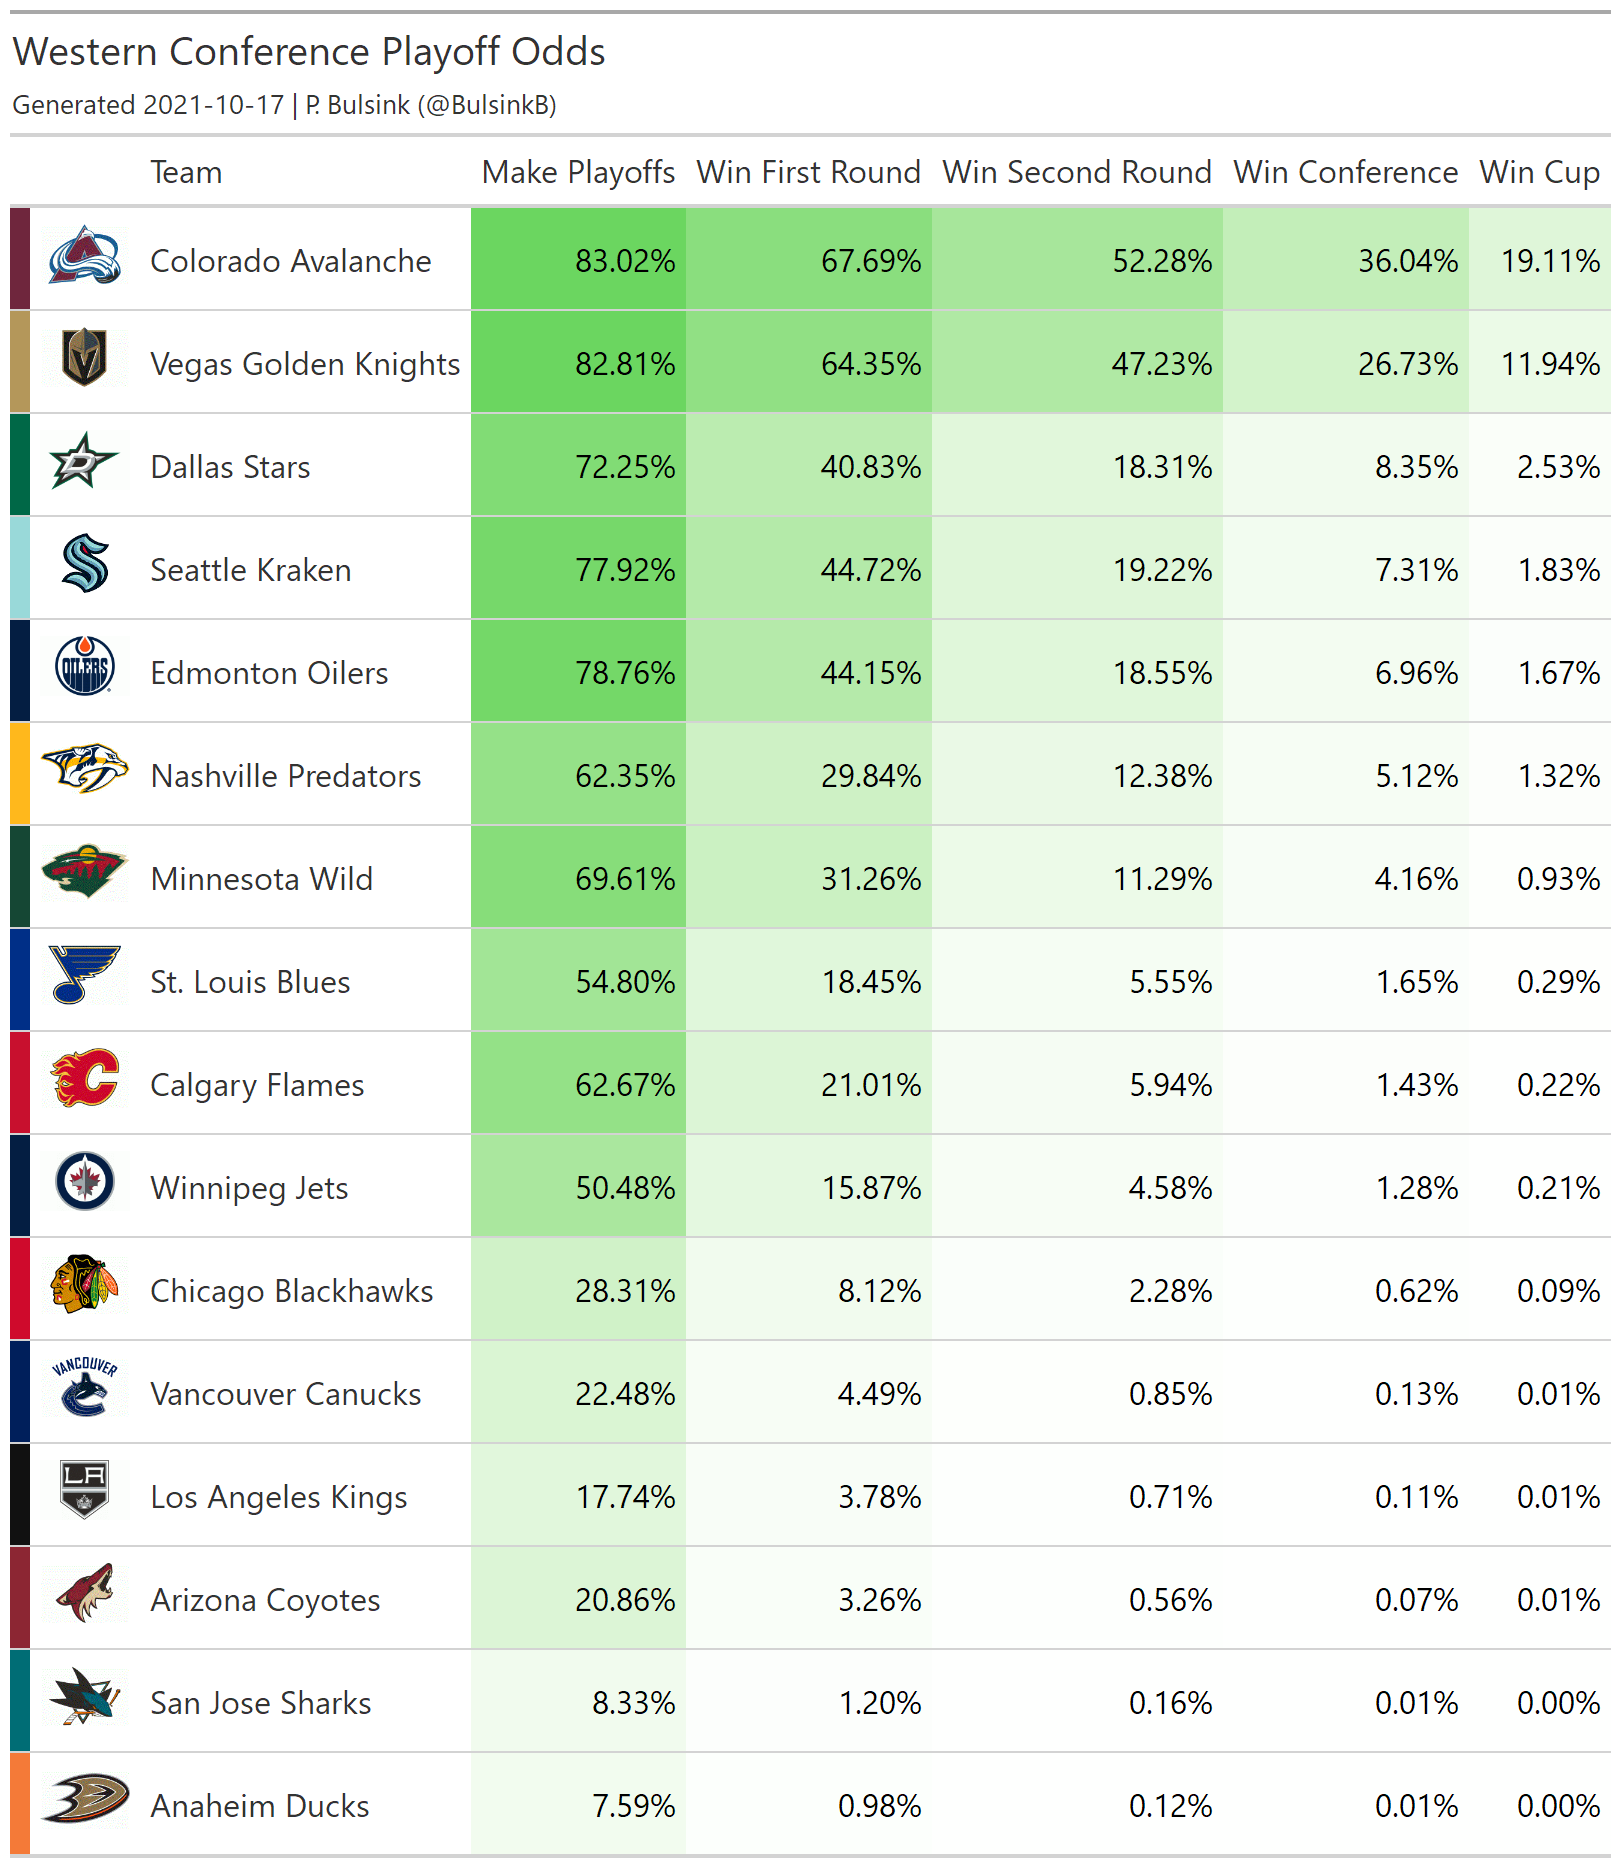 Western Conference Playoff Odds
Generated 2021-10-17 | P. Bulsink (@BulsinkB)
Team Make Playoffs Win First Round Win Second Round Win Conference Win Cup
Colorado Avalanche 83.02% 67.69% 52.28% 36.04% 19.11%
Vegas Golden Knights 82.81% 64.35% 47.23% 26.73% 11.94%
Dallas Stars 72.25% 40.83% 18.31% 8.35% 2.53%
Seattle Kraken 77.92% 44.72% 19.22% 7.31% 1.83%
OILERS Edmonton Oilers 78.76% 44.15% 18.55% 6.96% 1.67%
Nashville Predators 62.35% 29.84% 12.38% 5.12% 1.32%
Minnesota Wild 69.61% 31.26% 11.29% 4.16% 0.93%
St. Louis Blues 54.80% 18.45% 5.55% 1.65% 0.29%
C Calgary Flames 62.67% 21.01% 5.94% 1.43% 0.22%
Winnipeg Jets 50.48% 15.87% 4.58% 1.28% 0.21%
Chicago Blackhawks 28.31% 8.12% 2.28% 0.62% 0.09%
VANCOUVER Vancouver Canucks 22.48% 4.49% 0.85% 0.13% 0.01%
LA Los Angeles Kings 17.74% 3.78% 0.71% 0.11% 0.01%
Arizona Coyotes 20.86% 3.26% 0.56% 0.07% 0.01%
San Jose Sharks 8.33% 1.20% 0.16% 0.01% 0.00%
Anaheim Ducks 7.59% 0.98% 0.12% 0.01% 0.00%